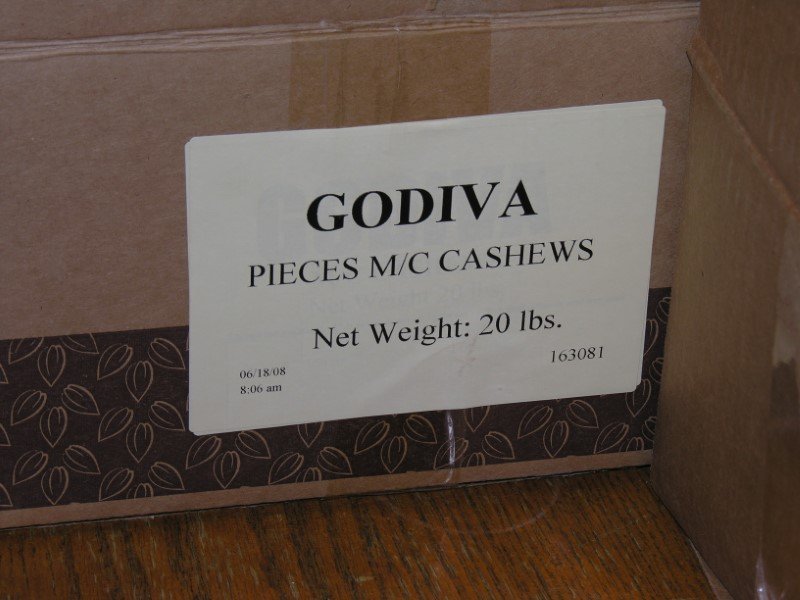 GODIVA
PIECES M/C CASHEWS
Net Weight: 20 lbs.
06/18/08
8:06 am
163081